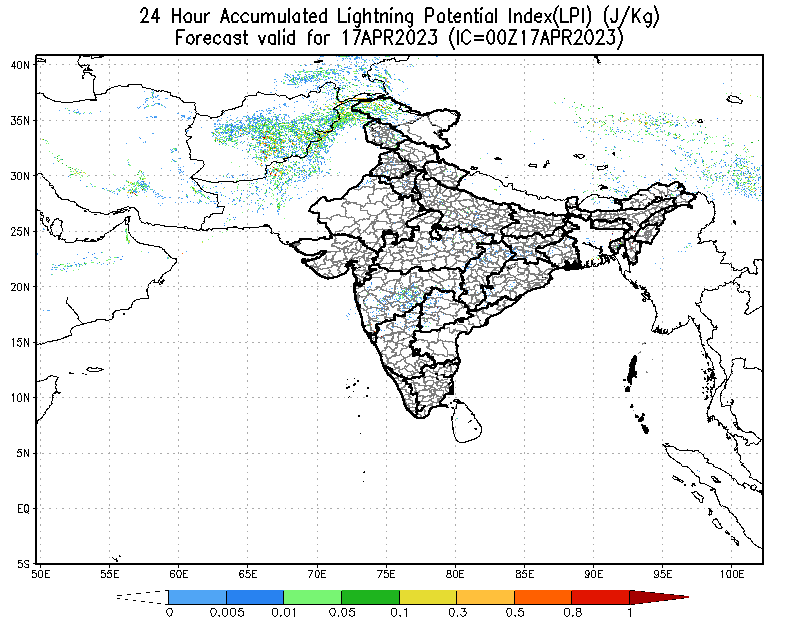 24 Hour Accumulated Lightning Potential Index(LPI) (J/Kg)
Forecast valid for 17APR2023 (IC=00Z17APR2023)
40N
35N
30N
25N
20N
15N
10N
5N
EQ
5S
50E 55E 60E 65E 70E 75E 80E 85E 90E 95E 100E
0 0.005 0.01 0.05 0.1 0.3 0.5 0.8 1